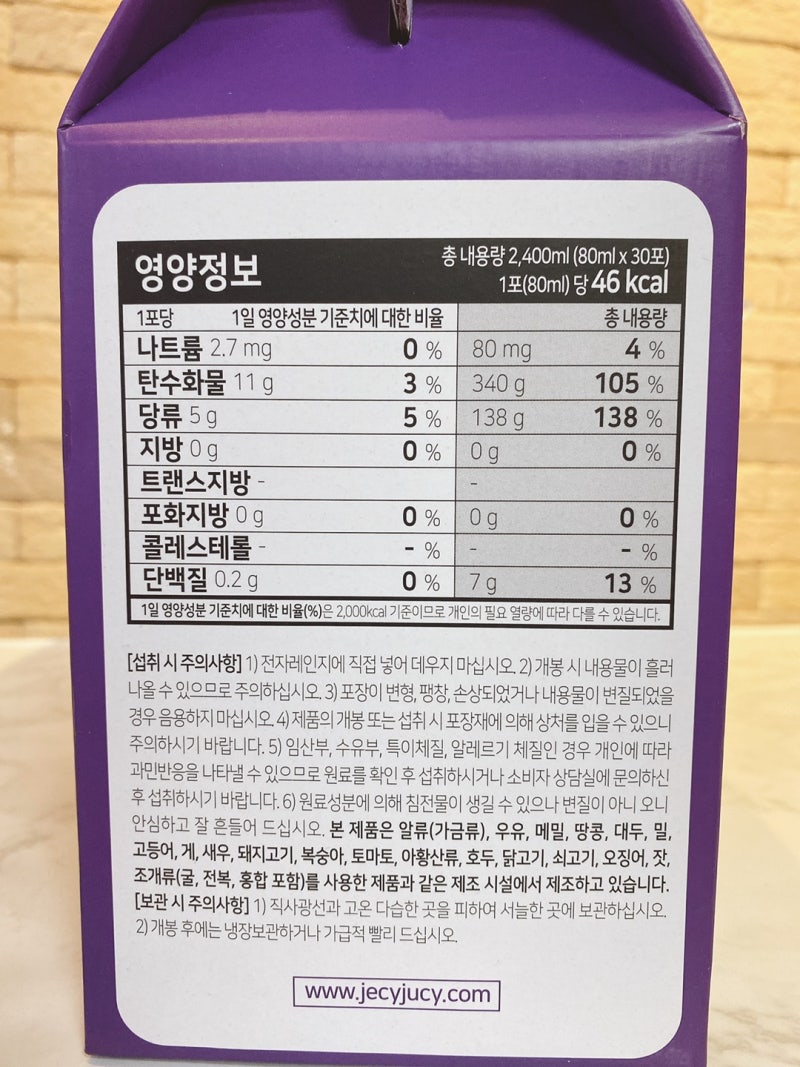 영양정보
총 내용량 2,400ml (80ml x 30포)
1포(80ml) 당 46 kcal
1포당 1일 영양성분 기준치에 대한 비율 총 내용량
나트륨 2.7 mg 0 % 80 mg 4 %
탄수화물 11 g 3 % 340 g 105 %
당류 5 g 5 % 138 g 138 %
지방 0 g 0 % 0 g 0 %
트랜스지방 - -
포화지방 0 g 0 % 0 g 0 %
콜레스테롤 - - % - - %
단백질 0.2 g 0 % 7 g 13 %
1일 영양성분 기준치에 대한 비율(%)은 2,000kcal 기준이므로 개인의 필요 열량에 따라 다를 수 있습니다.
[섭취 시 주의사항] 1) 전자레인지에 직접 넣어 데우지 마십시오. 2) 개봉 시 내용물이 흘러
나올 수 있으므로 주의하십시오. 3) 포장이 변형, 팽창, 손상되었거나 내용물이 변질되었을
경우 음용하지 마십시오. 4) 제품의 개봉 또는 섭취 시 포장재에 의해 상처를 입을 수 있으니
주의하시기 바랍니다. 5) 임산부, 수유부, 특이체질, 알레르기 체질인 경우 개인에 따라
과민반응을 나타낼 수 있으므로 원료를 확인 후 섭취하시거나 소비자 상담실에 문의하신
후 섭취하시기 바랍니다. 6) 원료성분에 의해 침전물이 생길 수 있으나 변질이 아니 오니
안심하고 잘 흔들어 드십시오. 본 제품은 알류(가금류), 우유, 메밀, 땅콩, 대두, 밀,
고등어, 게, 새우, 돼지고기, 복숭아, 토마토, 아황산류, 호두, 닭고기, 쇠고기, 오징어, 잣,
조개류(굴, 전복, 홍합 포함)를 사용한 제품과 같은 제조 시설에서 제조하고 있습니다.
[보관 시 주의사항] 1) 직사광선과 고온 다습한 곳을 피하여 서늘한 곳에 보관하십시오.
2) 개봉 후에는 냉장보관하거나 가급적 빨리 드십시오.
www.jecyjucy.com